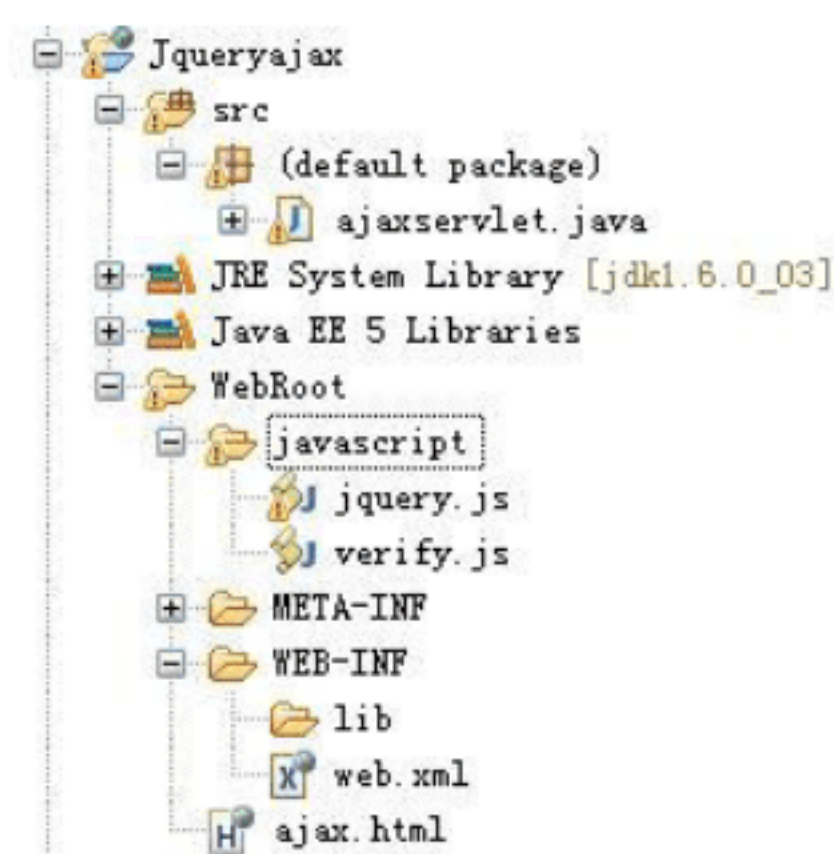 Jqueryajax
src
(default package)
ajaxservlet.java
JRE System Library [jdk1.6.0_03]
Java EE 5 Libraries
WebRoot
javascript
jquery.js
verify.js
META-INF
WEB-INF
lib
web.xml
ajax.html